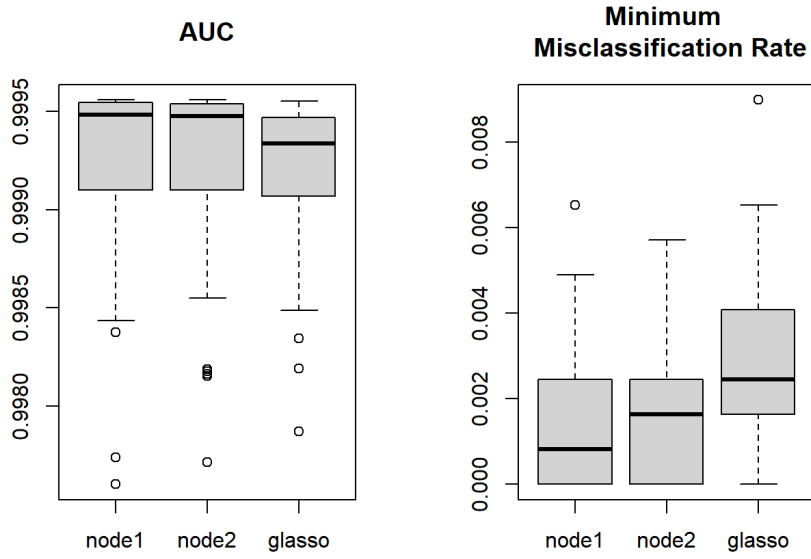 AUC
0.9995
0.9990
0.9985
0.9980
node1 node2 glasso
Minimum
Misclassification Rate
0.008
0.006
0.004
0.002
0.000
node1 node2 glasso